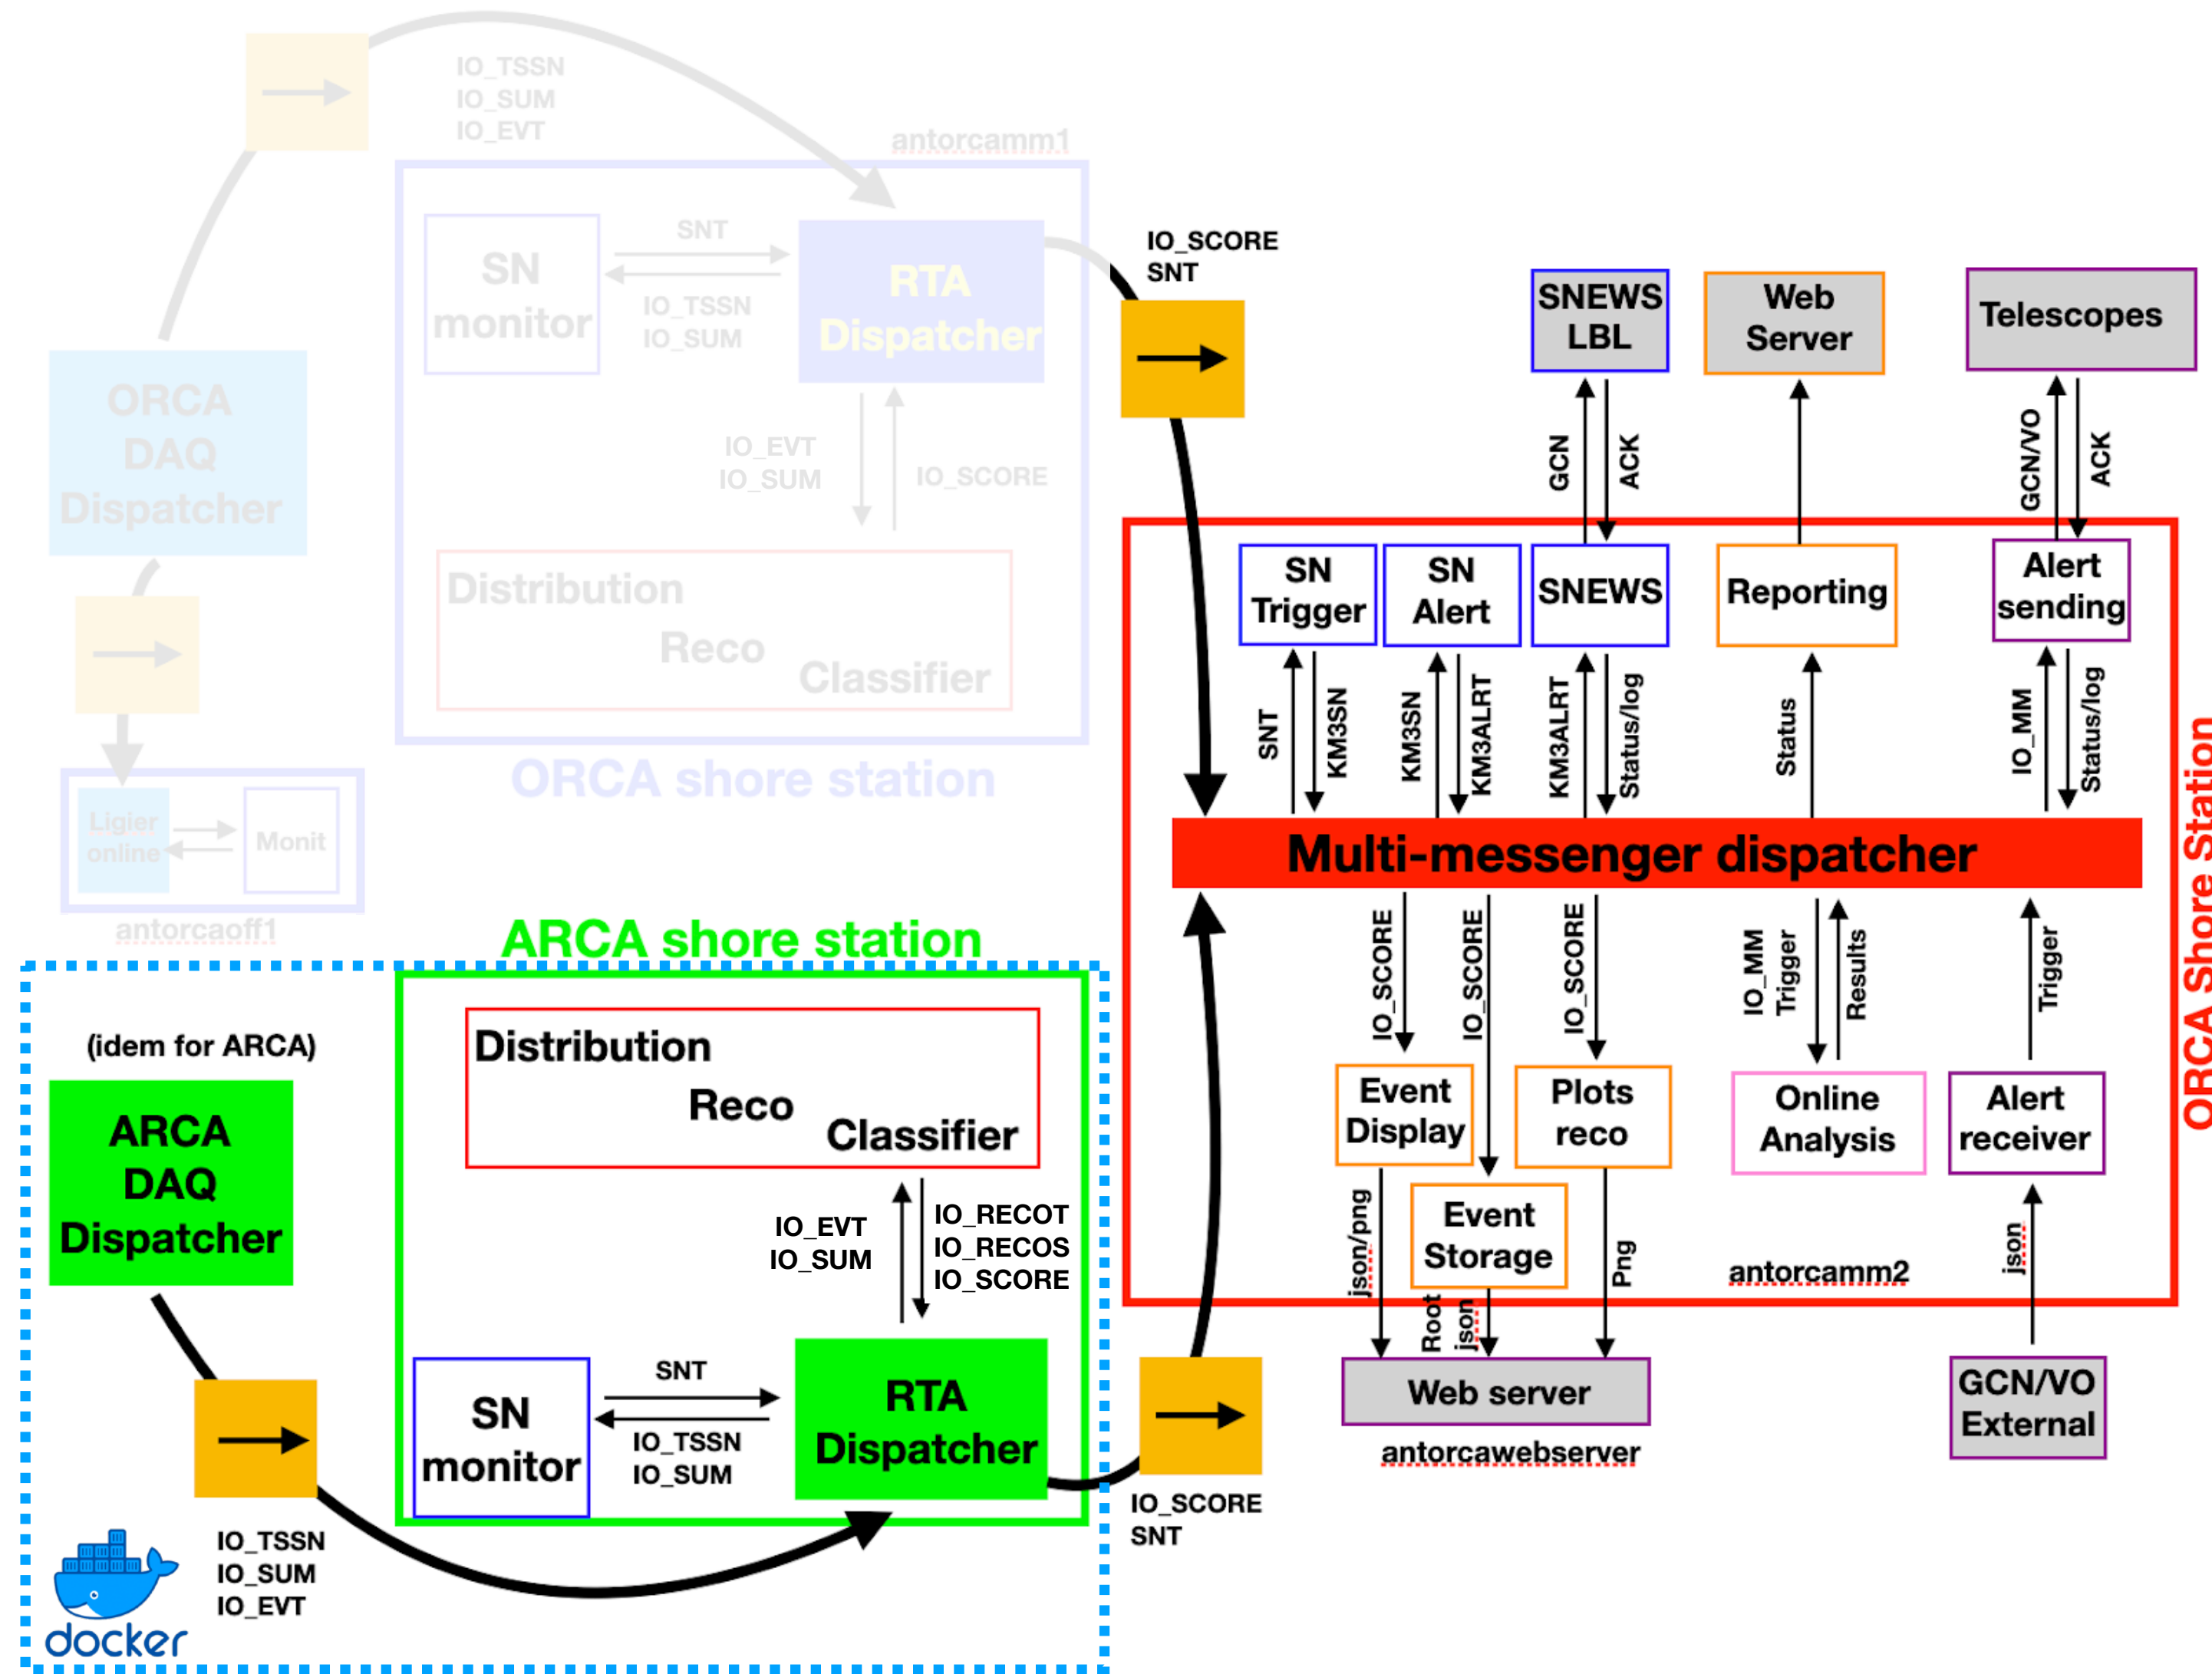 IO_TSSN
IO_SUM
IO_EVT
antorcamm1
SN
monitor
SNT
IO_TSSN
IO_SUM
RTA
Dispatcher
IO_EVT
IO_SUM
IO_SCORE
Distribution
Reco
Classifier
ORCA shore station
ORCA
DAQ
Dispatcher
Ligier
online
Monit
antorcaoff1
IO_SCORE
SNT
SNEWS
LBL
Web
Server
Telescopes
GCN
ACK
GCN/VO
ACK
SN
Trigger
SN
Alert
SNEWS
Reporting
Alert
sending
SNT
KM3SN
KM3SN
KM3ALRT
KM3ALRT
Status/log
Status
IO_MM
Status/log
Multi-messenger dispatcher
ORCA Shore Station
IO_SCORE
IO_SCORE
IO_SCORE
IO_MM
Trigger
Results
Trigger
Event
Display
Plots
reco
Online
Analysis
Alert
receiver
Event
Storage
json/png
Root
json
Png
antorcamm2
json
Web server
antorcawebserver
GCN/VO
External
ARCA shore station
(idem for ARCA)
ARCA
DAQ
Dispatcher
Distribution
Reco
Classifier
IO_EVT
IO_SUM
IO_RECOT
IO_RECOS
IO_SCORE
SN
monitor
SNT
IO_TSSN
IO_SUM
RTA
Dispatcher
IO_SCORE
SNT
IO_TSSN
IO_SUM
IO_EVT
docker